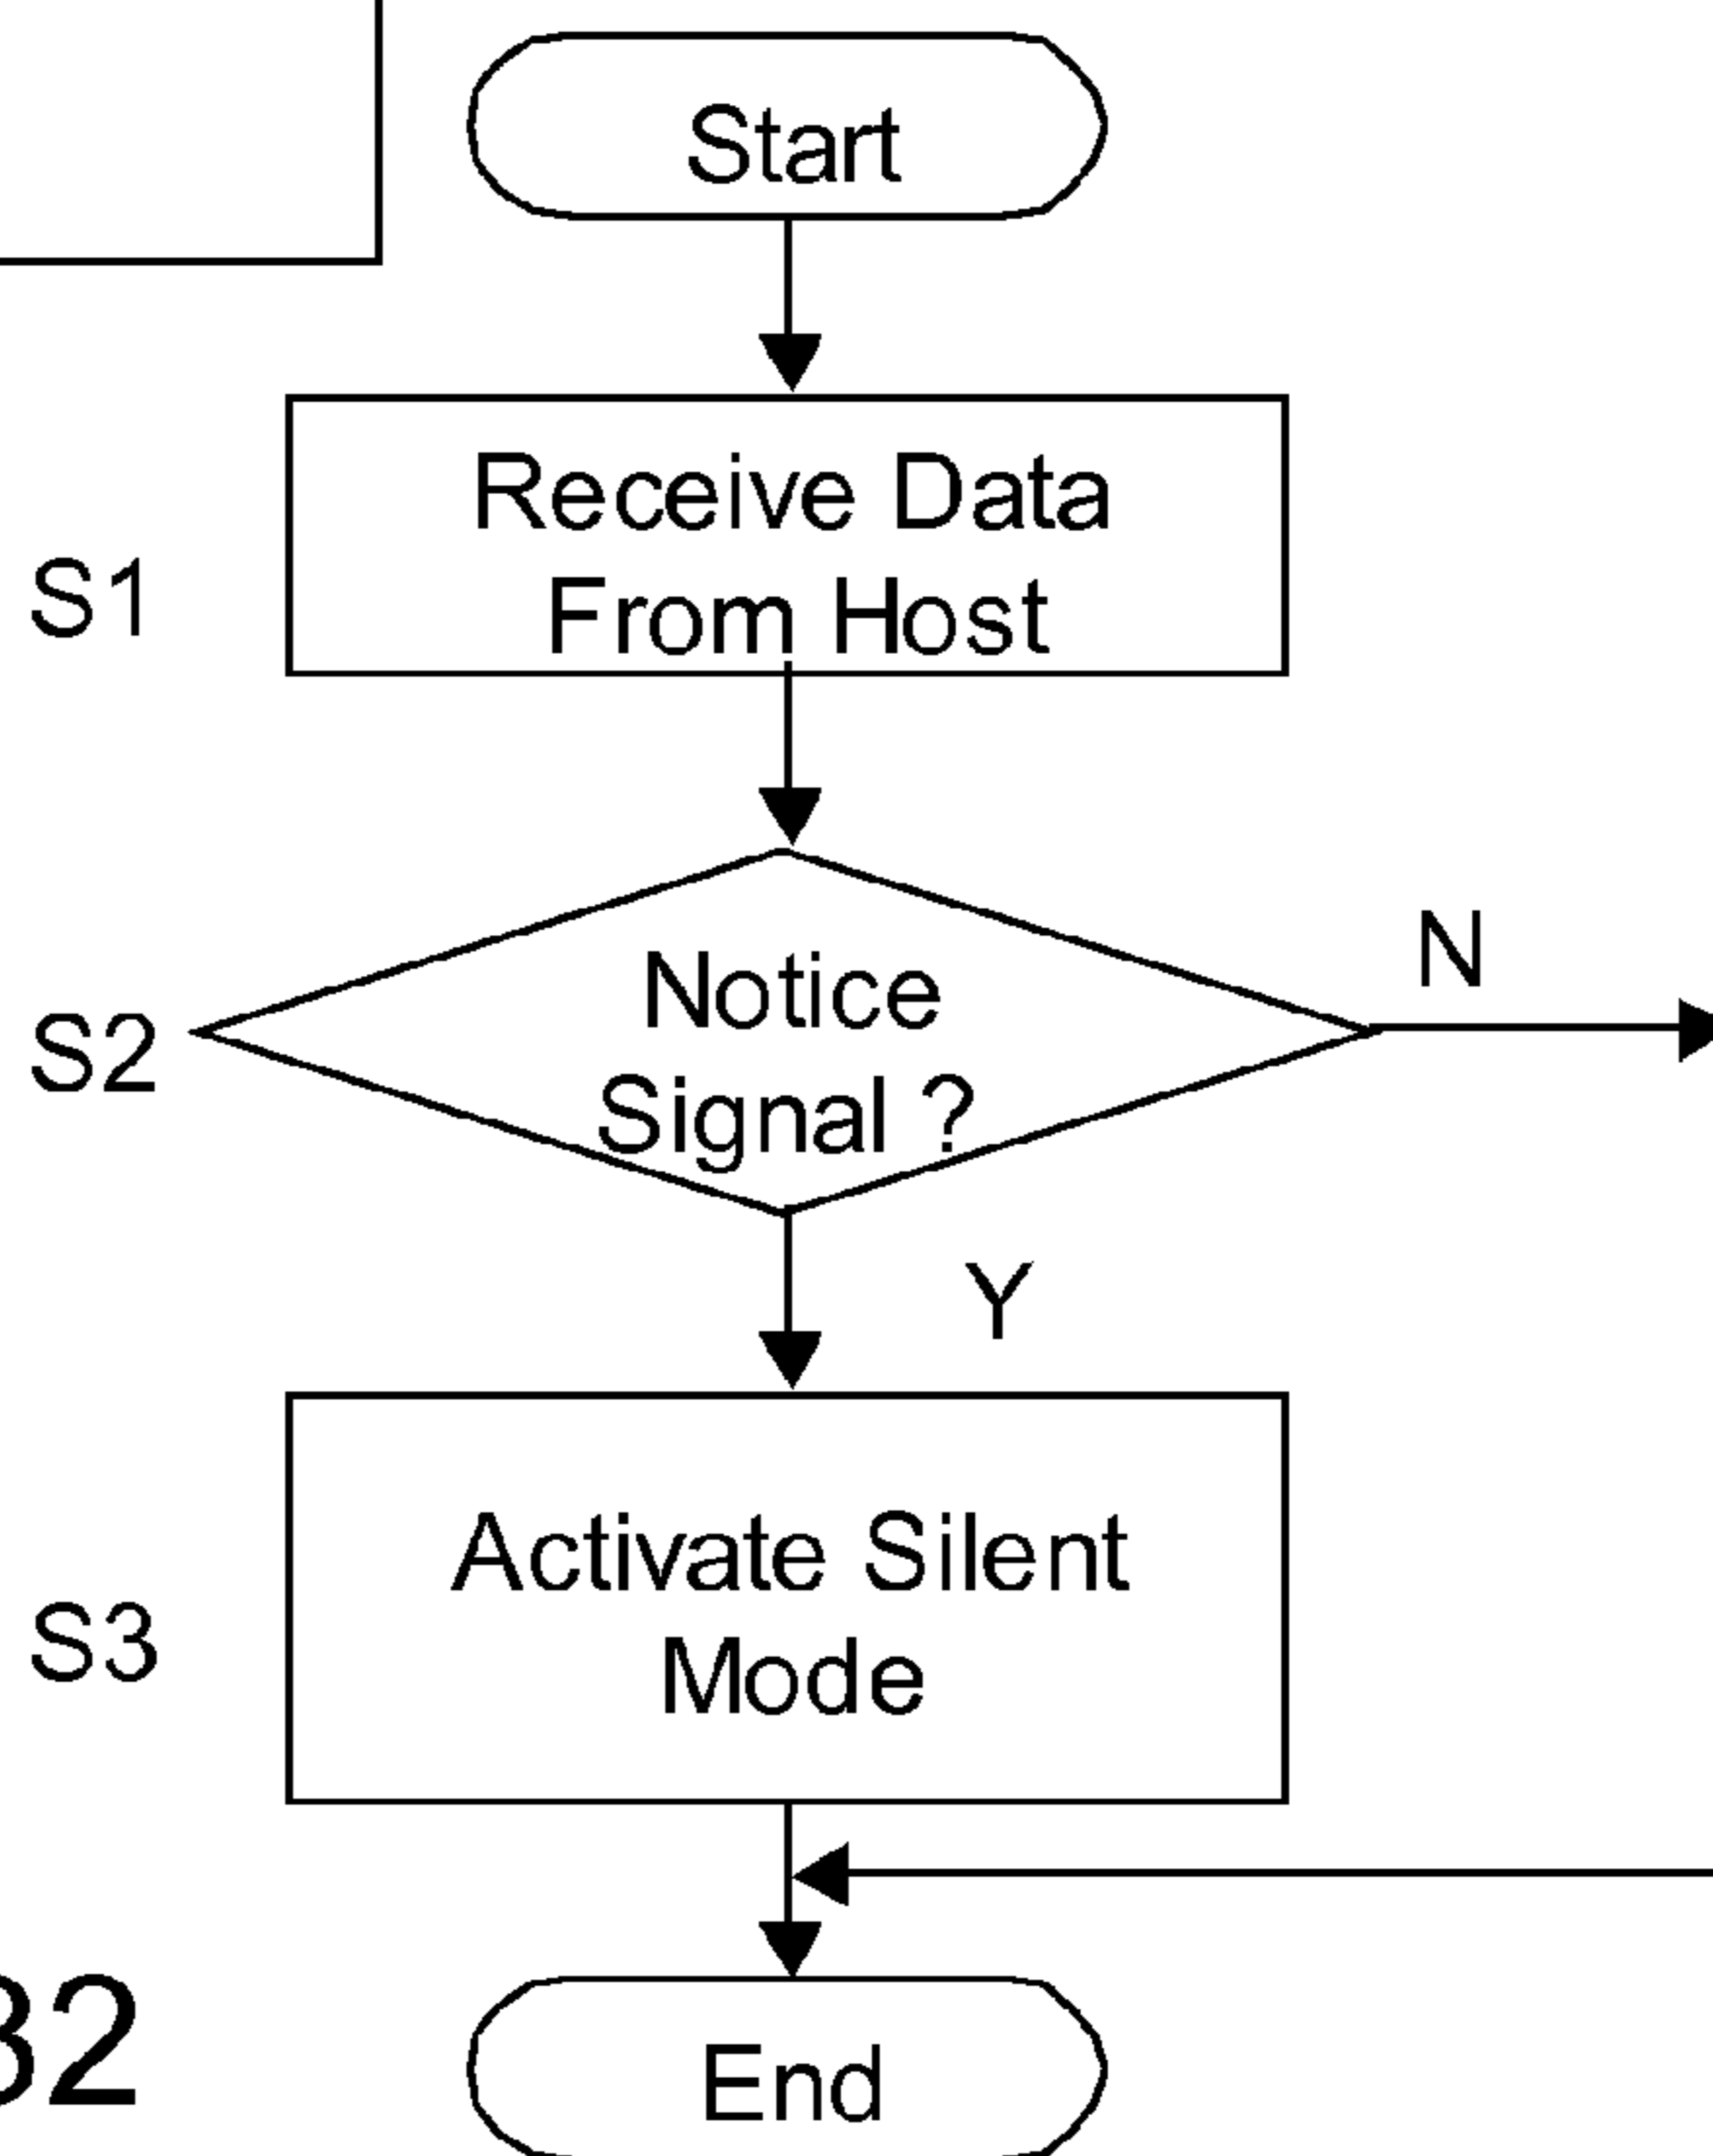 Start
Receive Data
From Host
S1
Notice
Signal ?
S2
N
Y
Activate Silent
Mode
S3
End